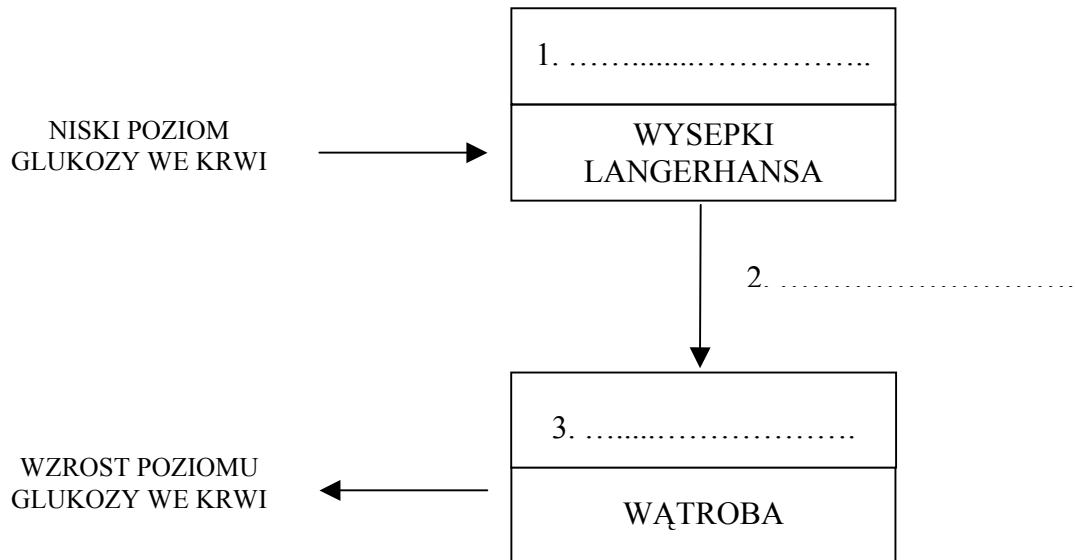 1. ……........……………..
NISKI POZIOM
GLUKOZY WE KRWI
WYSEPKI
LANGERHANSA
2. ……………………….
3. …......……………….
WZROST POZIOMU
GLUKOZY WE KRWI
WĄTROBA